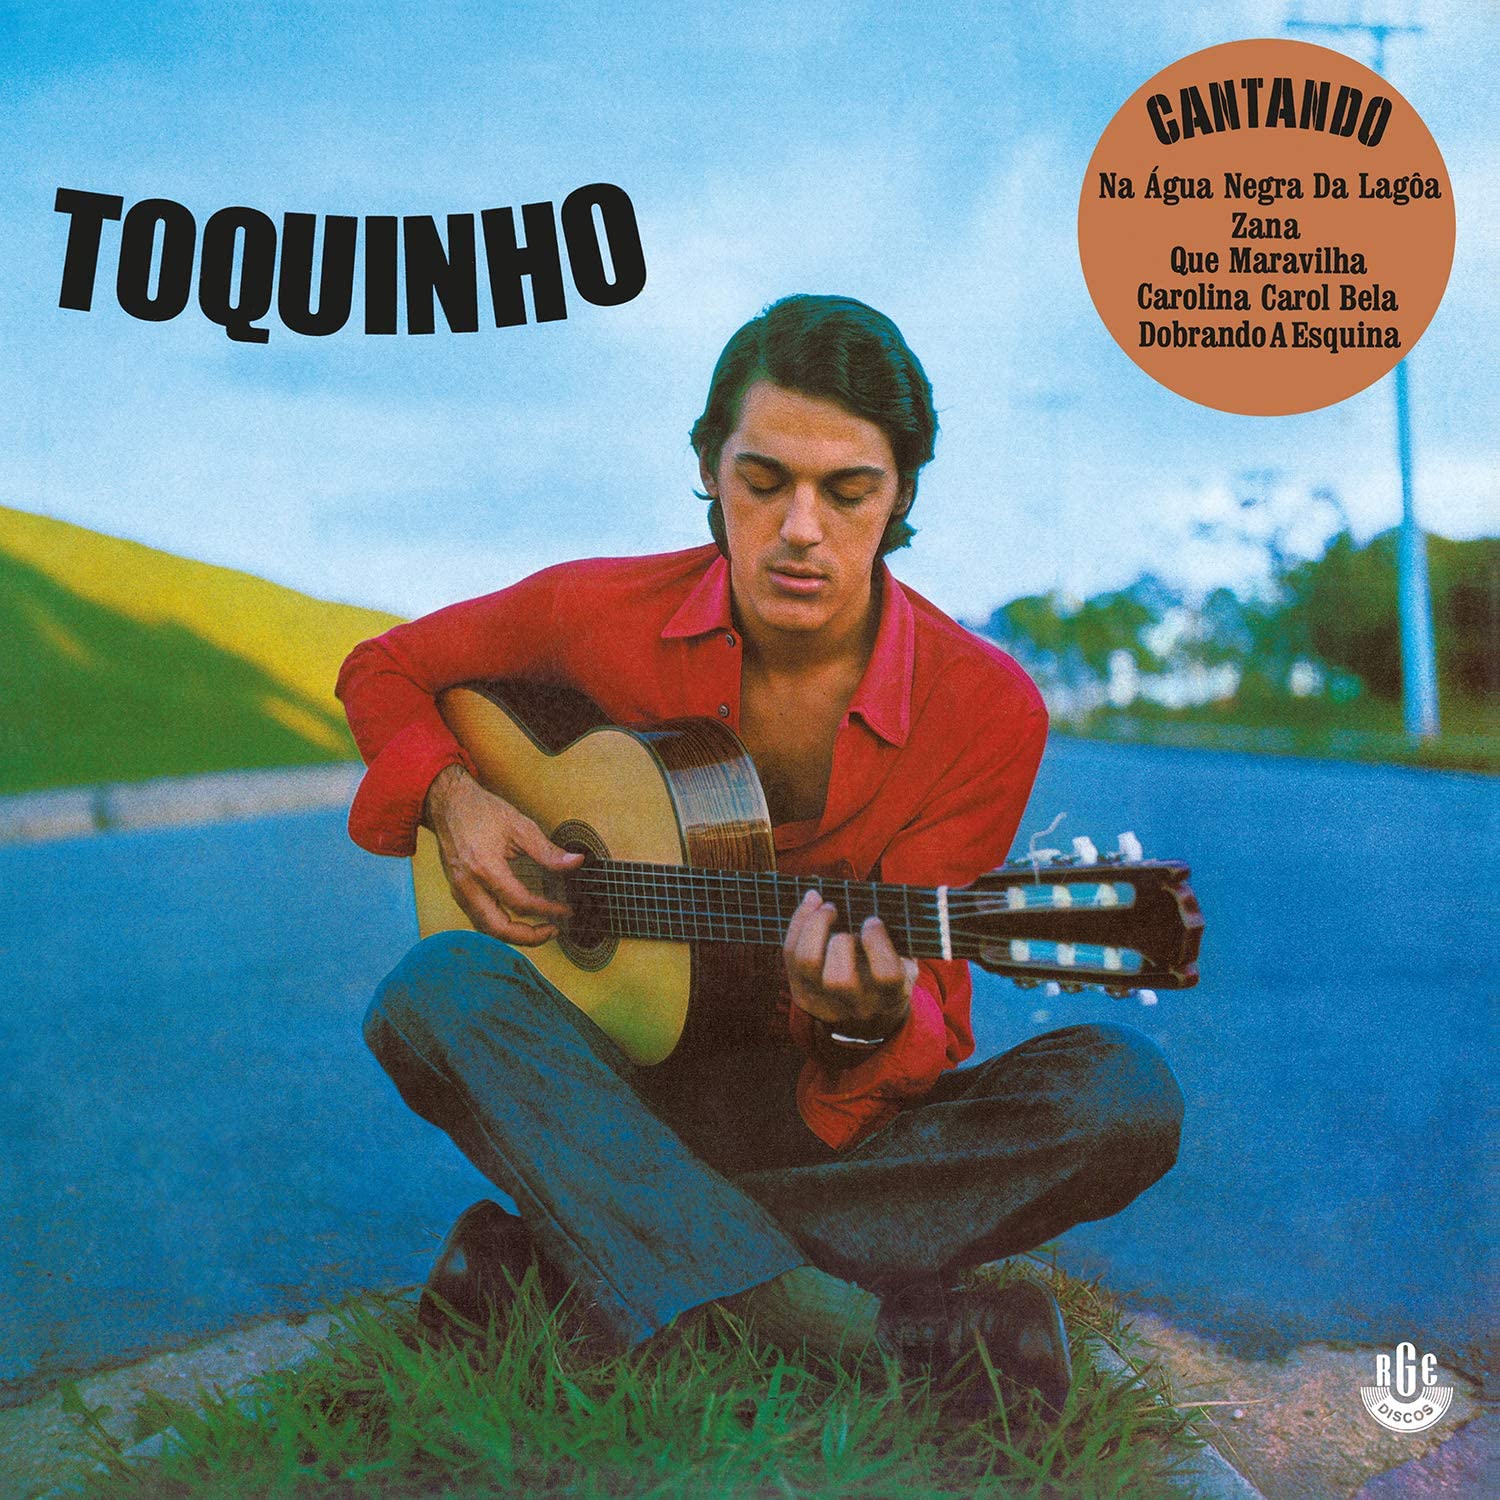 TOQUINHO
CANTANDO
Na Água Negra Da Lagôa
Zana
Que Maravilha
Carolina Carol Bela
Dobrando A Esquina
RGE
DISCOS